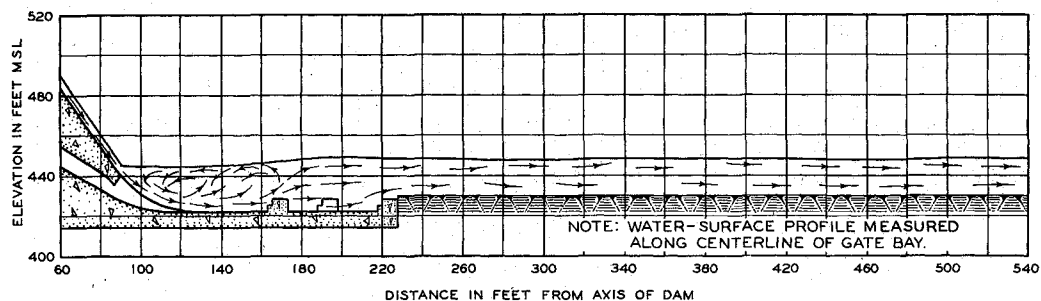 ELEVATION IN FEET MSL
520
480
440
400
NOTE: WATER-SURFACE PROFILE MEASURED
ALONG CENTERLINE OF GATE BAY.
60 100 140 180 220 260 300 340 380 420 460 500 540
DISTANCE IN FEET FROM AXIS OF DAM